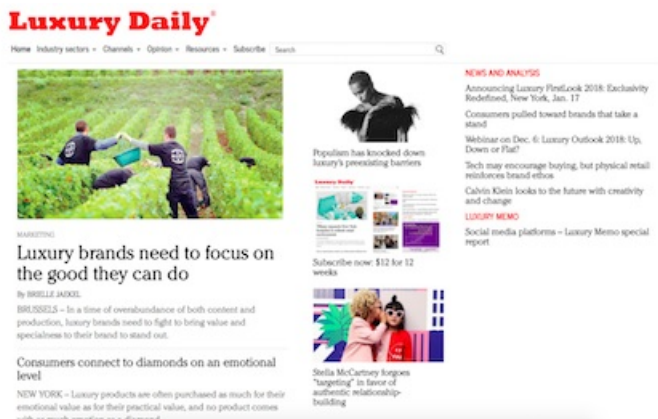 Luxury Daily®
Home Industry sectors Channels Opinion Resources Subscribe Search
MARKETING
Luxury brands need to focus on
the good they can do
By BRIELLE JAEKEL
BRUSSELS – In a time of overabundance of both content and
production, luxury brands need to fight to bring value and
specialness to their brand to stand out.
Consumers connect to diamonds on an emotional
level
NEW YORK – Luxury products are often purchased as much for their
emotional value as for their practical value, and no product comes
Populism has knocked down
luxury's preexisting barriers
Luxury Daily
Subscribe now: $12 for 12
weeks
Stella McCartney forgoes
"targeting" in favor of
authentic relationship-
building
NEWS AND ANALYSIS
Announcing Luxury FirstLook 2018: Exclusivity
Redefined, New York, Jan. 17
Consumers pulled toward brands that take a
stand
Webinar on Dec. 6: Luxury Outlook 2018: Up,
Down or Flat?
Tech may encourage buying, but physical retail
reinforces brand ethos
Calvin Klein looks to the future with creativity
and change
LUXURY MEMO
Social media platforms – Luxury Memo special
report